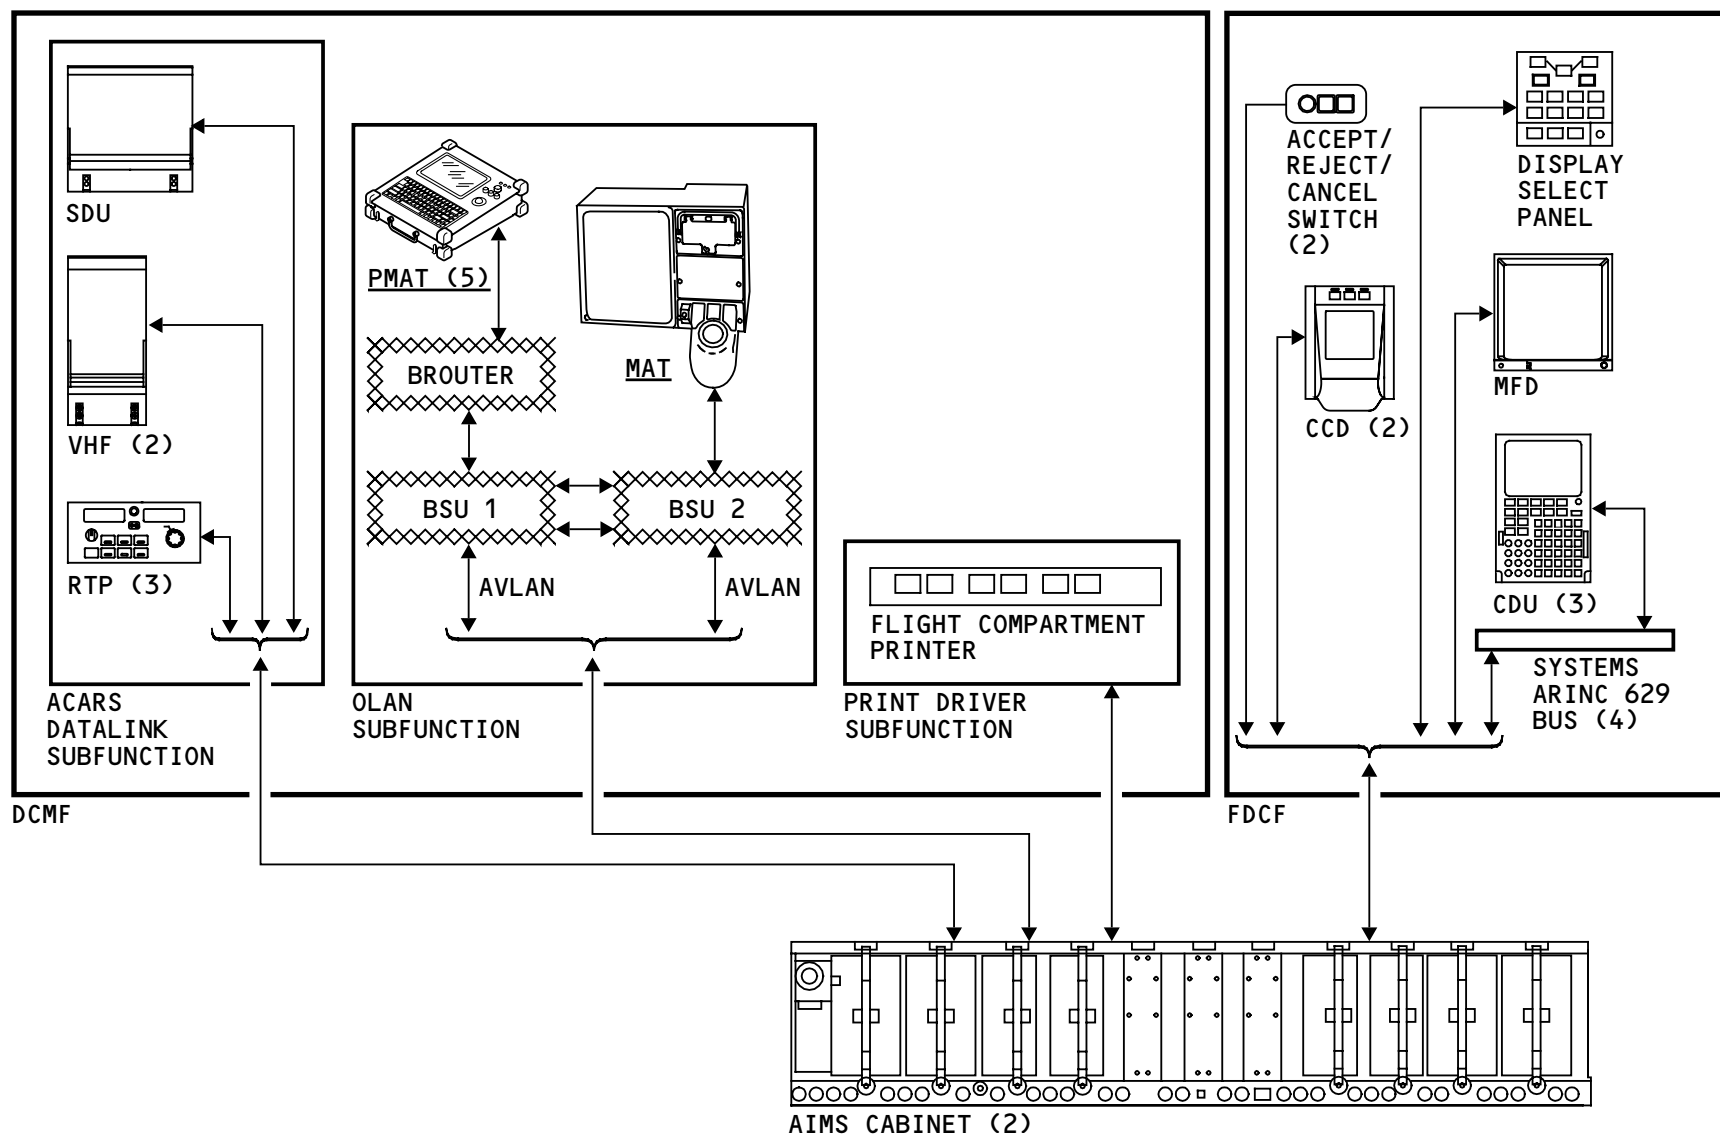 SDU
VHF (2)
RTP (3)
ACARS
DATALINK
SUBFUNCTION
PMAT (5)
MAT
BROUTER
BSU 1
BSU 2
AVLAN
AVLAN
OLAN
SUBFUNCTION
FLIGHT COMPARTMENT
PRINTER
PRINT DRIVER
SUBFUNCTION
DCMF
ACCEPT/
REJECT/
CANCEL
SWITCH
(2)
DISPLAY
SELECT
PANEL
CCD (2)
MFD
CDU (3)
SYSTEMS
ARINC 629
BUS (4)
FDCF
AIMS CABINET (2)